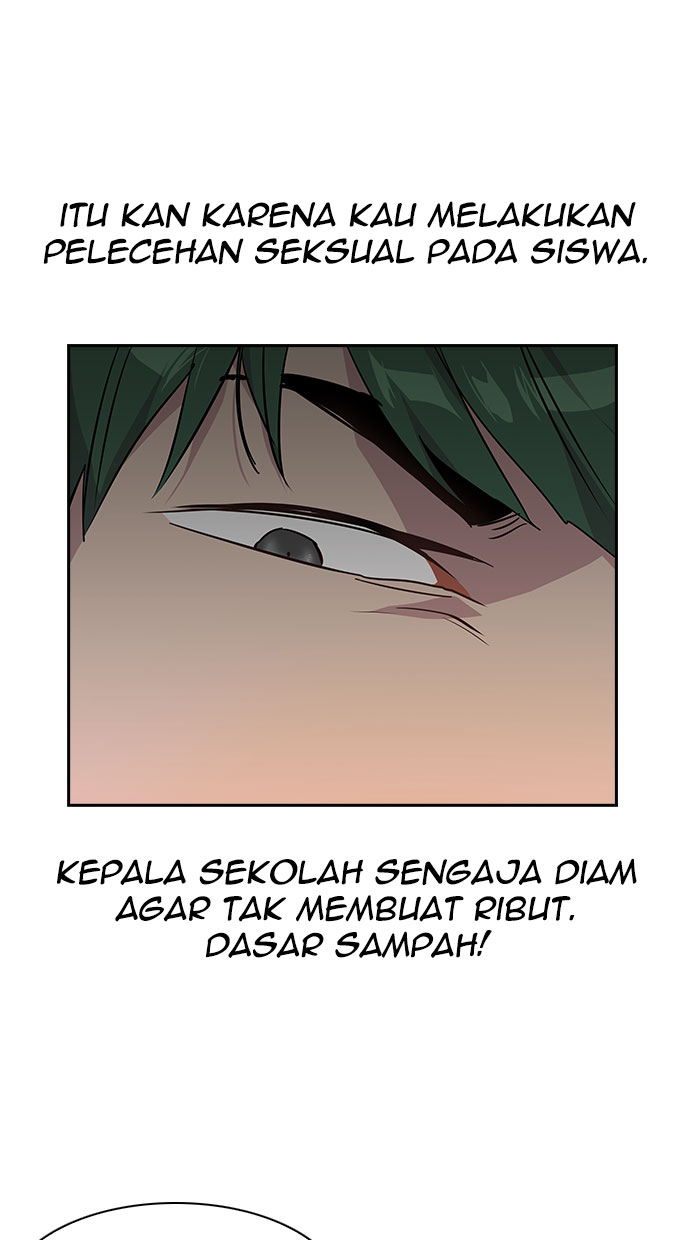 ITU KAN KARENA KAU MELAKUKAN
PELECEHAN SEKSUAL PADA SISWA.
KEPALA SEKOLAH SENGAJA DIAM
AGAR TAK MEMBUAT RIBUT.
DASAR SAMPAH!